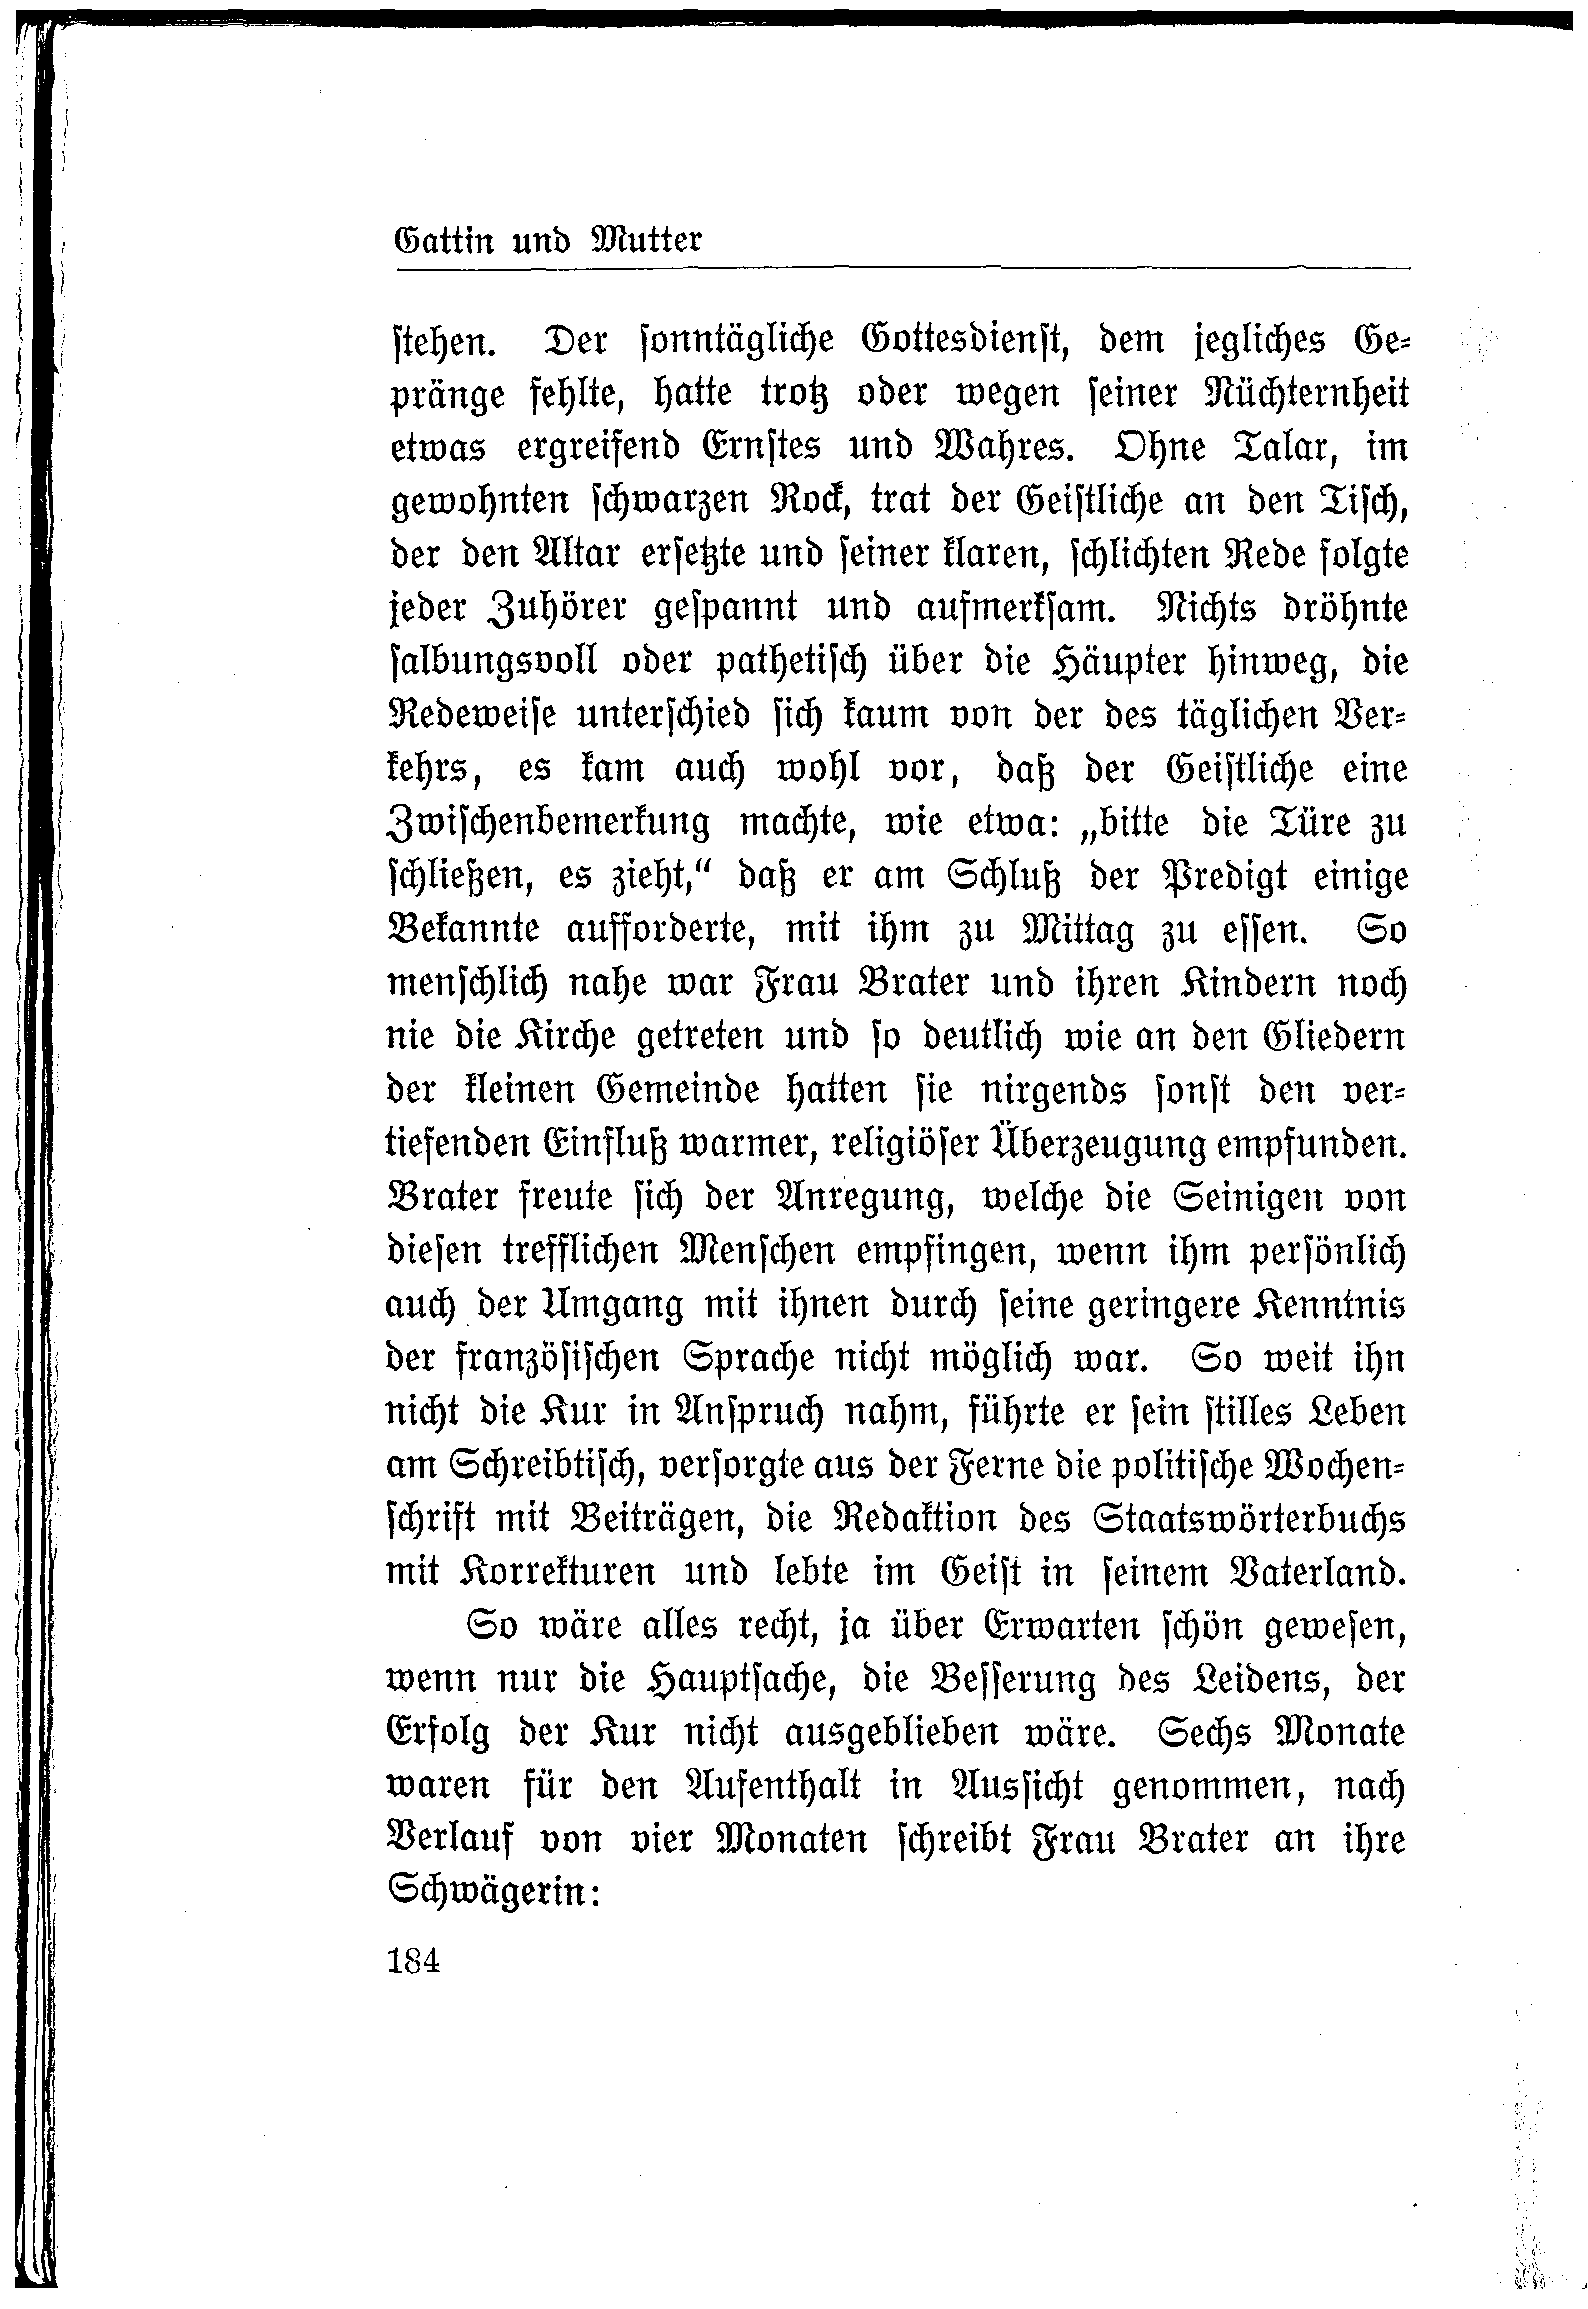 Gattin und Mutter
stehen. Der sonntägliche Gottesdienst, dem jegliches Ge-
pränge fehlte, hatte trotz oder wegen seiner Nüchternheit
etwas ergreifend Ernstes und Wahres. Ohne Talar, im
gewohnten schwarzen Rock, trat der Geistliche an den Tisch,
der den Altar ersetzte und seiner klaren, schlichten Rede folgte
jeder Zuhörer gespannt und aufmerksam. Nichts dröhnte
salbungsvoll oder pathetisch über die Häupter hinweg, die
Redeweise unterschied sich kaum von der des täglichen Ver-
kehrs, es kam auch wohl vor, daß der Geistliche eine
Zwischenbemerkung machte, wie etwa: „bitte die Türe zu
schließen, es zieht,“ daß er am Schluß der Predigt einige
Bekannte aufforderte, mit ihm zu Mittag zu essen. So
menschlich nahe war Frau Brater und ihren Kindern noch
nie die Kirche getreten und so deutlich wie an den Gliedern
der kleinen Gemeinde hatten sie nirgends sonst den ver-
tiefenden Einfluß warmer, religiöser Überzeugung empfunden.
Brater freute sich der Anregung, welche die Seinigen von
diesen trefflichen Menschen empfingen, wenn ihm persönlich
auch der Umgang mit ihnen durch seine geringere Kenntnis
der französischen Sprache nicht möglich war. So weit ihn
nicht die Kur in Anspruch nahm, führte er sein stilles Leben
am Schreibtisch, versorgte aus der Ferne die politische Wochen-
schrift mit Beiträgen, die Redaktion des Staatswörterbuchs
mit Korrekturen und lebte im Geist in seinem Vaterland.
So wäre alles recht, ja über Erwarten schön gewesen,
wenn nur die Hauptsache, die Besserung des Leidens, der
Erfolg der Kur nicht ausgeblieben wäre. Sechs Monate
waren für den Aufenthalt in Aussicht genommen, nach
Verlauf von vier Monaten schreibt Frau Brater an ihre
Schwägerin:
184